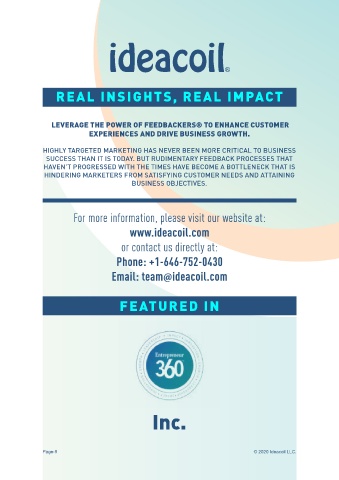 ideacoil®
REAL INSIGHTS, REAL IMPACT
LEVERAGE THE POWER OF FEEDBACKERS® TO ENHANCE CUSTOMER
EXPERIENCES AND DRIVE BUSINESS GROWTH.
HIGHLY TARGETED MARKETING HAS NEVER BEEN MORE CRITICAL TO BUSINESS
SUCCESS THAN IT IS TODAY. BUT RUDIMENTARY FEEDBACK PROCESSES THAT
HAVEN'T PROGRESSED WITH THE TIMES HAVE BECOME A BOTTLENECK THAT IS
HINDERING MARKETERS FROM SATISFYING CUSTOMER NEEDS AND ATTAINING
BUSINESS OBJECTIVES.
For more information, please visit our website at:
www.ideacoil.com
or contact us directly at:
Phone: +1-646-752-0430
Email: team@ideacoil.com
FEATURED IN
Entrepreneur
360
Inc.
© 2020 Ideacoil LLC.